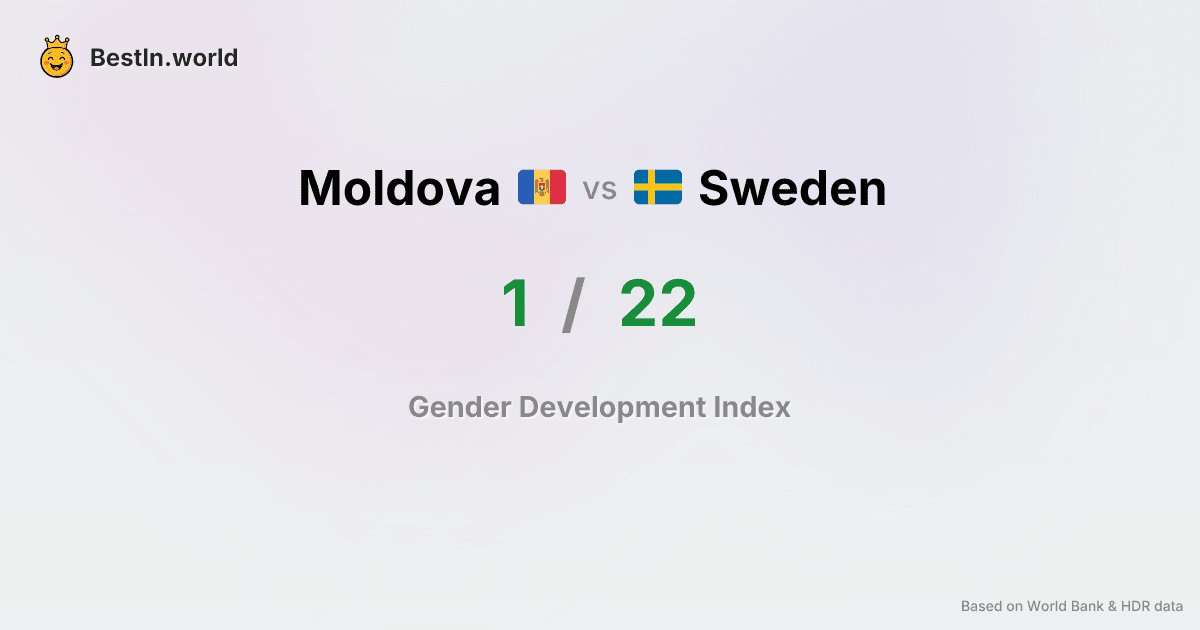 BestIn.world
Moldova vs Sweden
1 / 22
Gender Development Index
Based on World Bank & HDR data